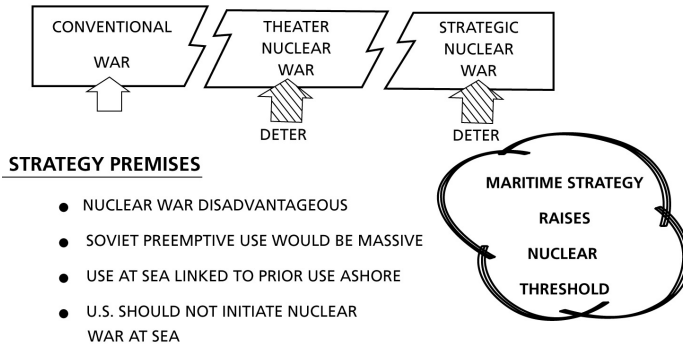 CONVENTIONAL
WAR
THEATER
NUCLEAR
WAR
STRATEGIC
NUCLEAR
WAR
DETER
DETER
STRATEGY PREMISES
● NUCLEAR WAR DISADVANTAGEOUS
● SOVIET PREEMPTIVE USE WOULD BE MASSIVE
● USE AT SEA LINKED TO PRIOR USE ASHORE
● U.S. SHOULD NOT INITIATE NUCLEAR
WAR AT SEA
MARITIME STRATEGY
RAISES
NUCLEAR
THRESHOLD